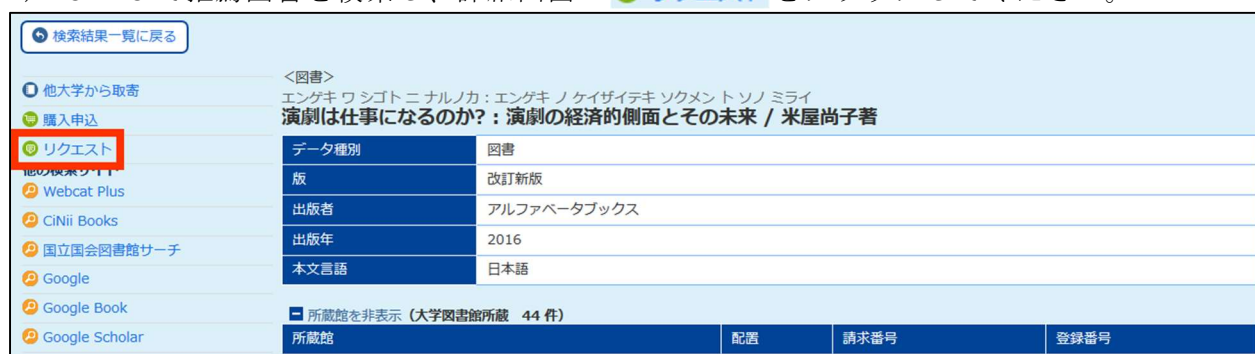 検索結果一覧に戻る
他大学から取寄
購入申込
リクエスト
Webcat Plus
CiNii Books
国立国会図書館サーチ
Google
Google Book
Google Scholar
<図書>
エンゲキ ワ シゴト ニ ナルノカ : エンゲキ ノ ケイザイテキ ソクメン ト ソノ ミライ
演劇は仕事になるのか? : 演劇の経済的側面とその未来 / 米屋尚子著
データ種別 図書
版 改訂新版
出版者 アルファベータブックス
出版年 2016
本文言語 日本語
所蔵館を非表示 (大学図書館所蔵 44 件)
所蔵館 配置 請求番号 登録番号